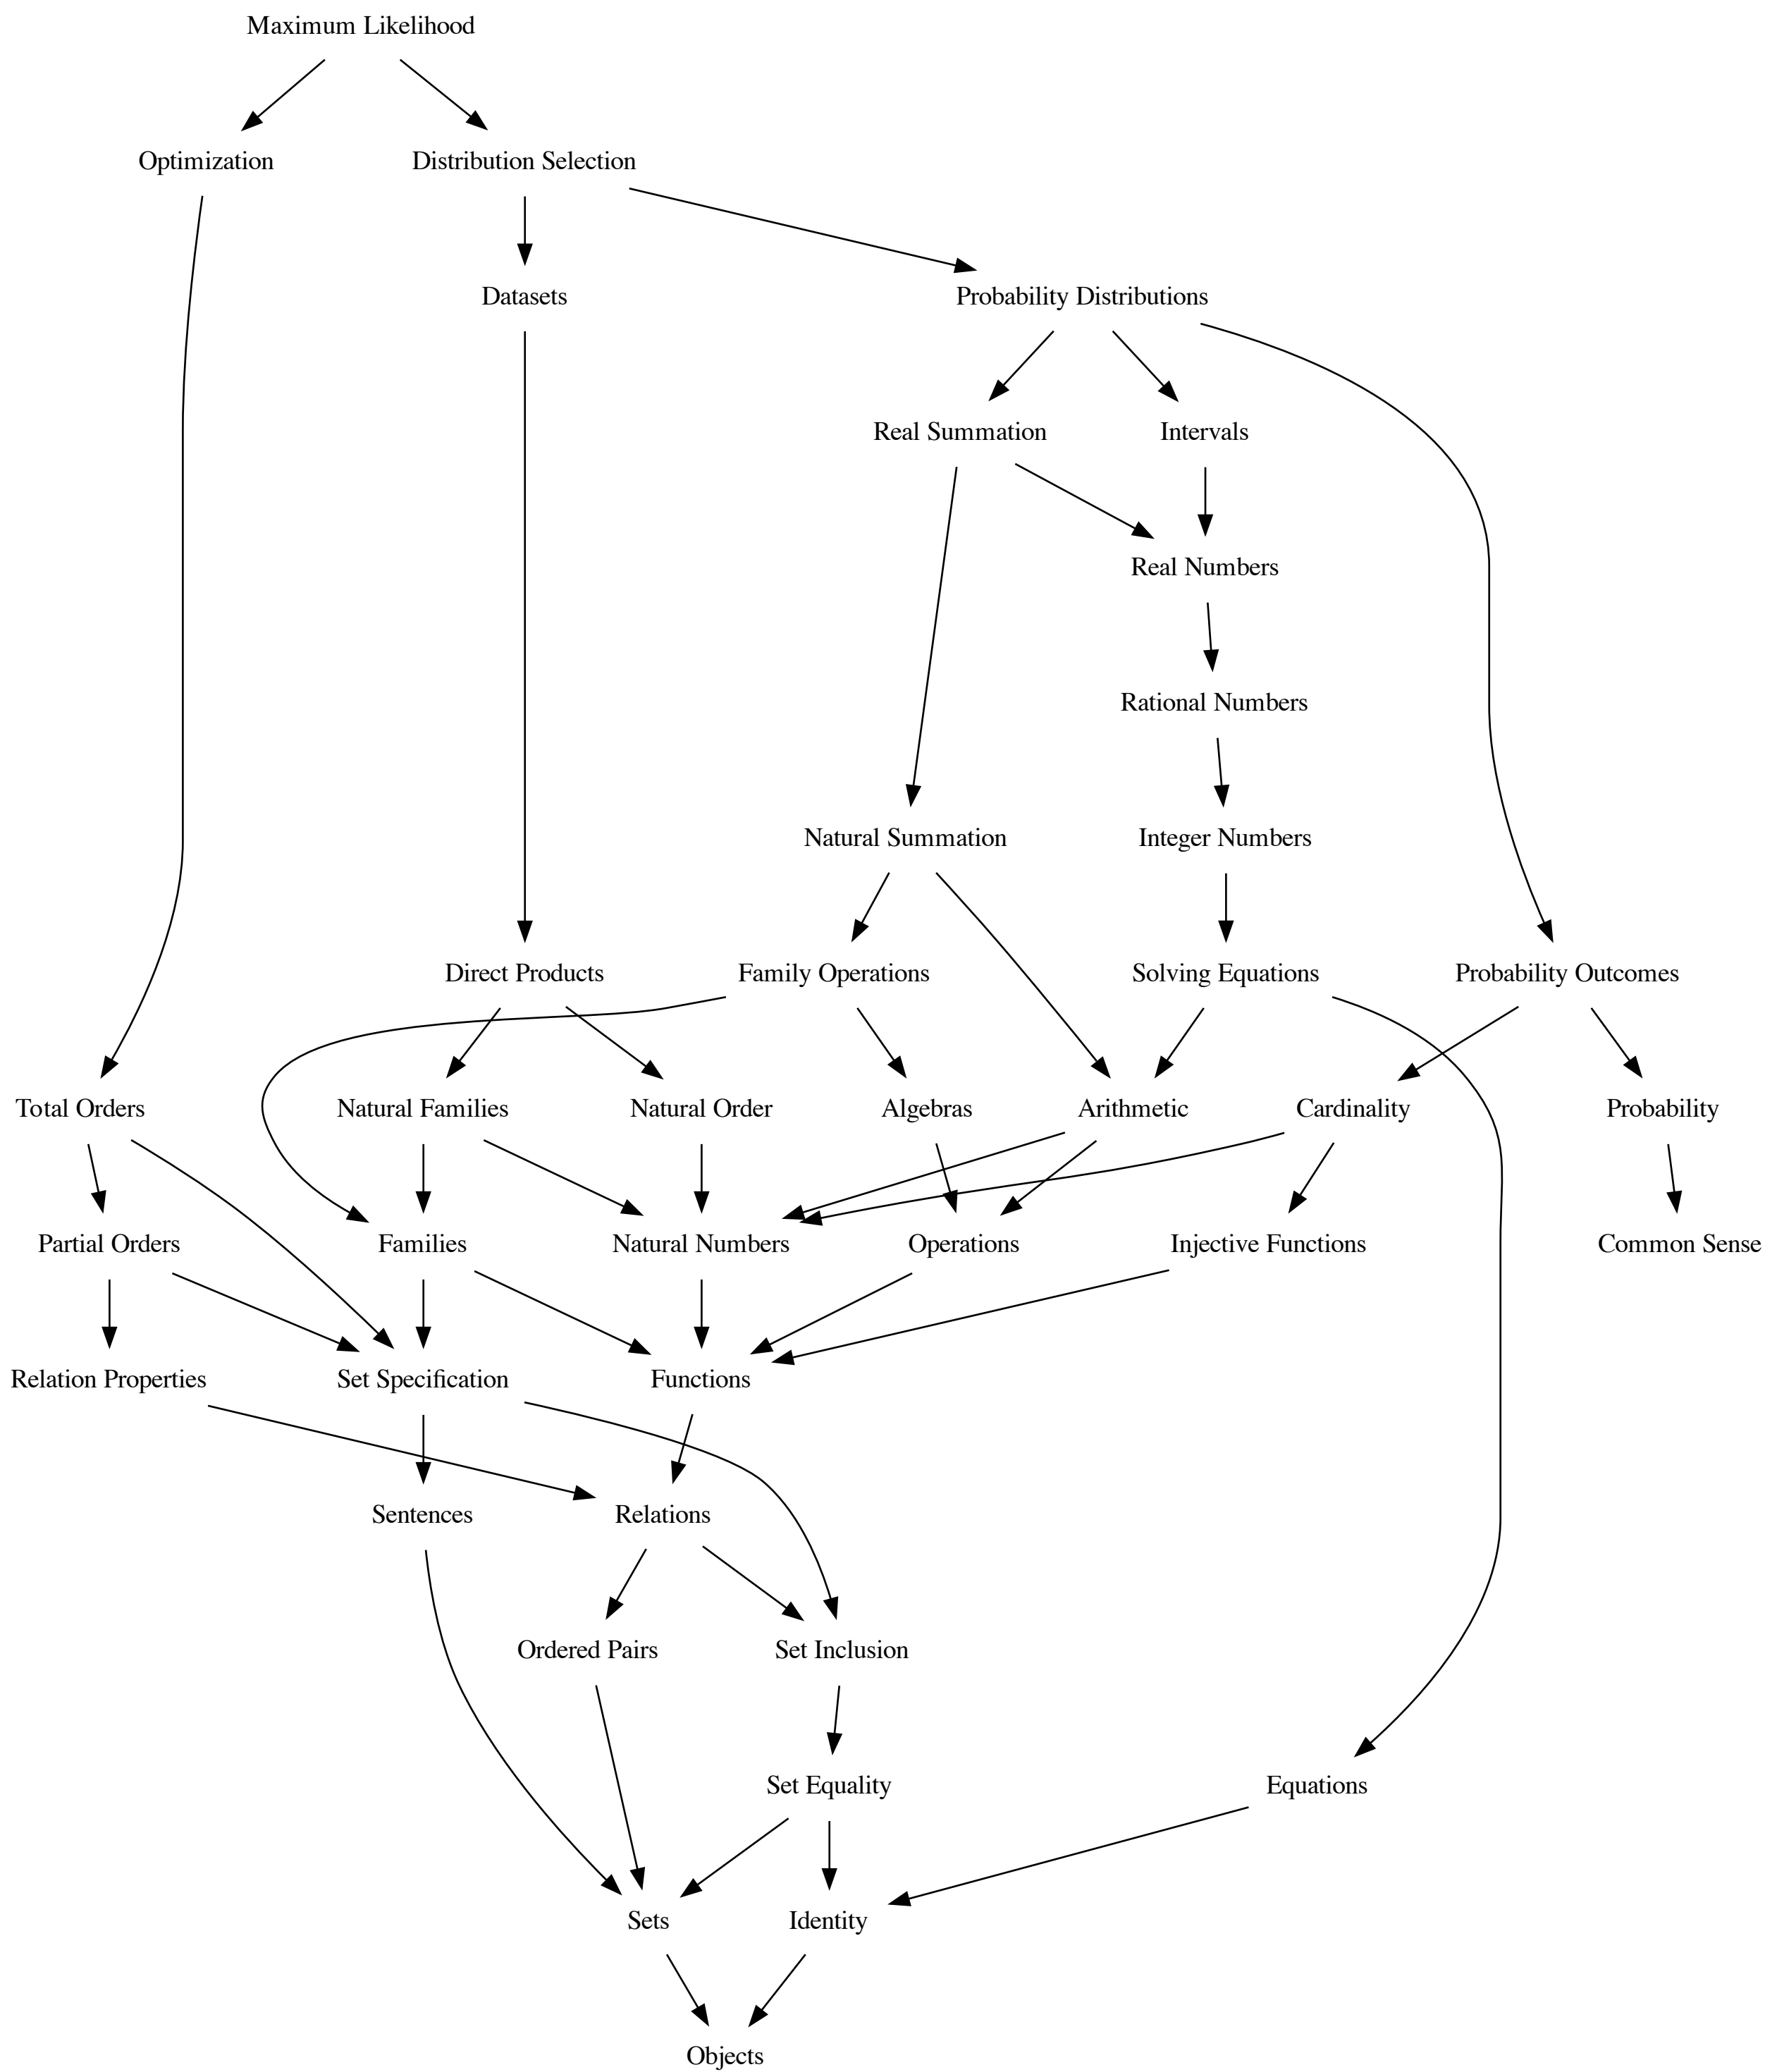 Maximum Likelihood
Optimization
Distribution Selection
Datasets
Probability Distributions
Real Summation
Intervals
Real Numbers
Rational Numbers
Natural Summation
Integer Numbers
Direct Products
Family Operations
Solving Equations
Probability Outcomes
Total Orders
Natural Families
Natural Order
Algebras
Arithmetic
Cardinality
Probability
Partial Orders
Families
Natural Numbers
Operations
Injective Functions
Common Sense
Relation Properties
Set Specification
Functions
Sentences
Relations
Ordered Pairs
Set Inclusion
Set Equality
Equations
Sets
Identity
Objects